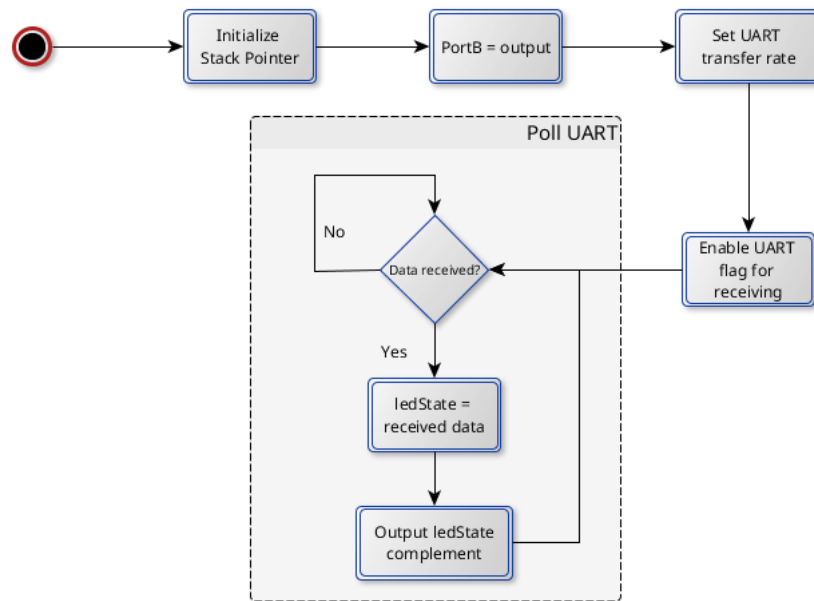 Initialize
Stack Pointer
PortB = output
Set UART
transfer rate
Poll UART
No
Data received?
Enable UART
flag for
receiving
Yes
ledState =
received data
Output ledState
complement